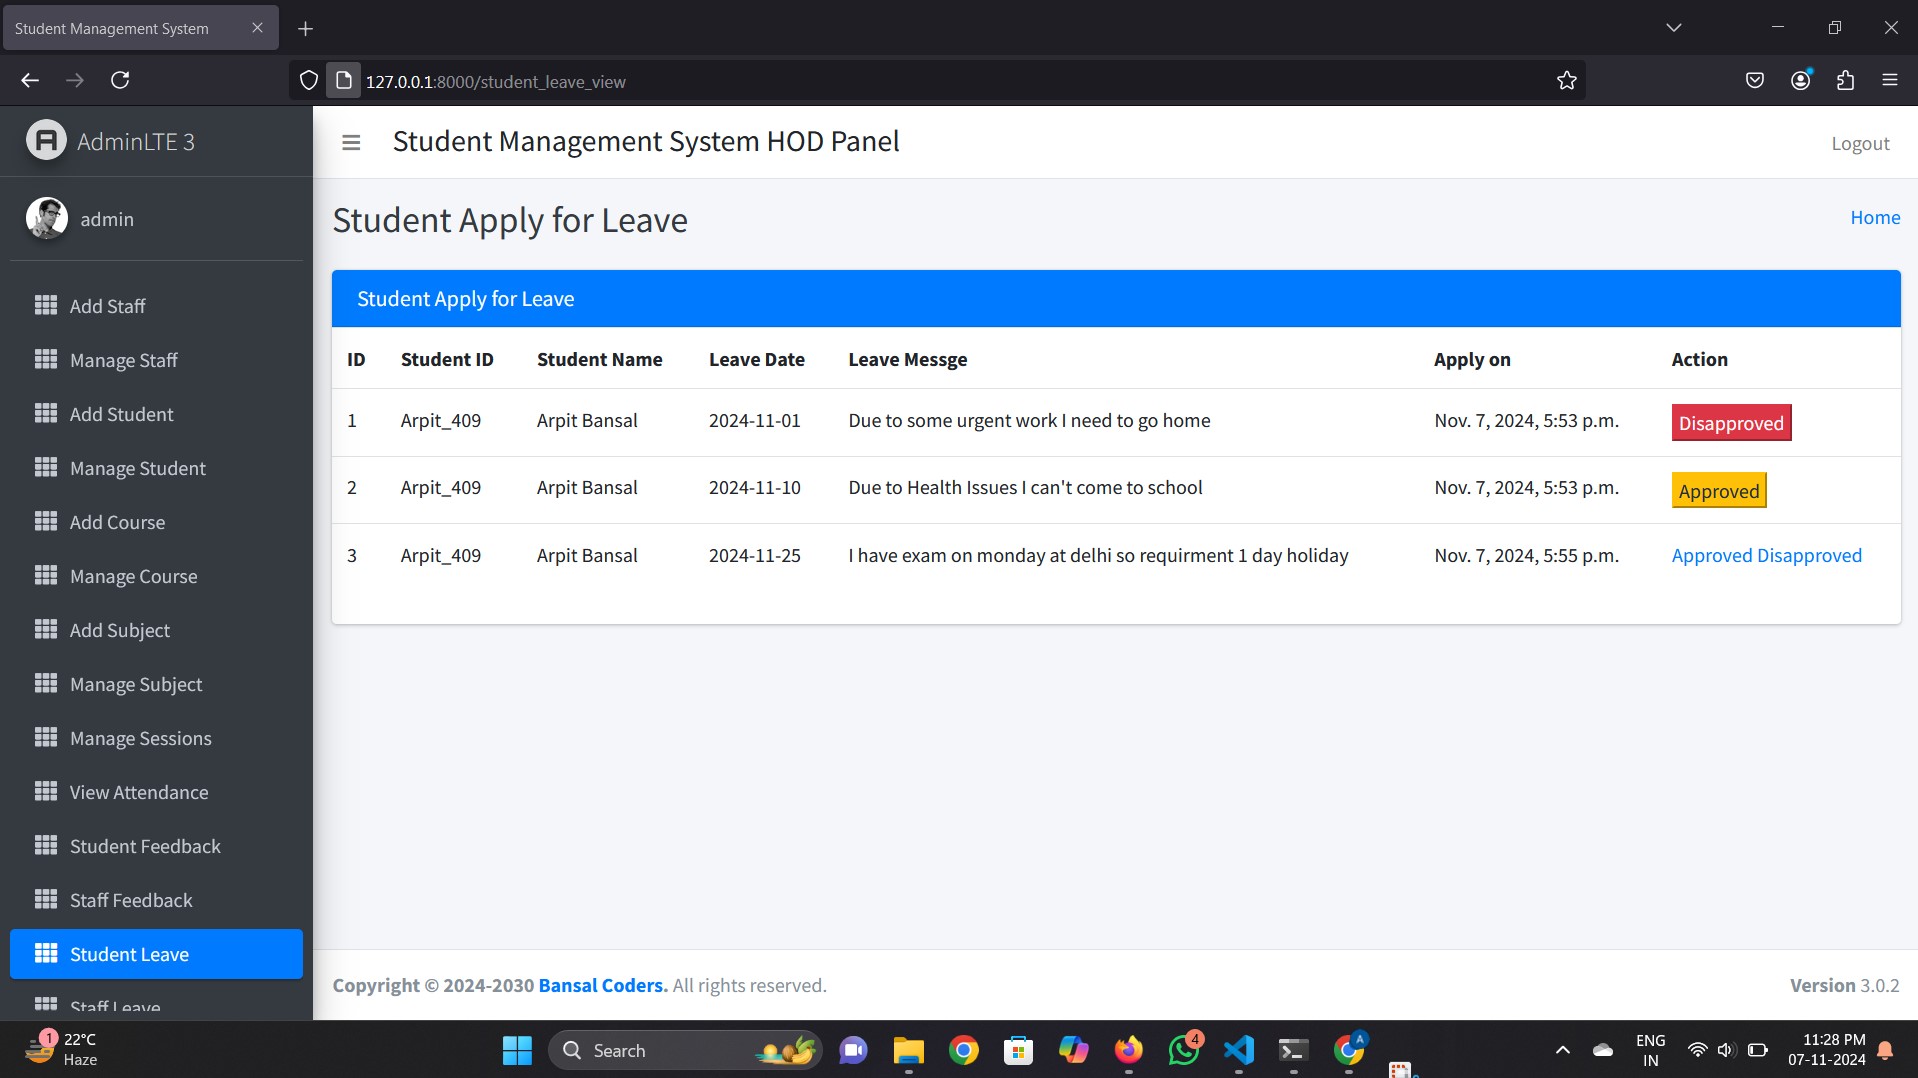 Student Management System
127.0.0.1:8000/student_leave_view
AdminLTE 3
Student Management System HOD Panel
Logout
admin
Student Apply for Leave
Home
Add Staff
Manage Staff
Add Student
Manage Student
Add Course
Manage Course
Add Subject
Manage Subject
Manage Sessions
View Attendance
Student Feedback
Staff Feedback
Student Leave
Staff Leave
Student Apply for Leave
ID Student ID Student Name Leave Date Leave Messge Apply on Action
1 Arpit_409 Arpit Bansal 2024-11-01 Due to some urgent work I need to go home Nov. 7, 2024, 5:53 p.m. Disapproved
2 Arpit_409 Arpit Bansal 2024-11-10 Due to Health Issues I can't come to school Nov. 7, 2024, 5:53 p.m. Approved
3 Arpit_409 Arpit Bansal 2024-11-25 I have exam on monday at delhi so requirment 1 day holiday Nov. 7, 2024, 5:55 p.m. Approved Disapproved
Copyright © 2024-2030 Bansal Coders. All rights reserved.
Version 3.0.2
1
22°C
Haze
Search
4
A
ENG
IN
11:28 PM
07-11-2024